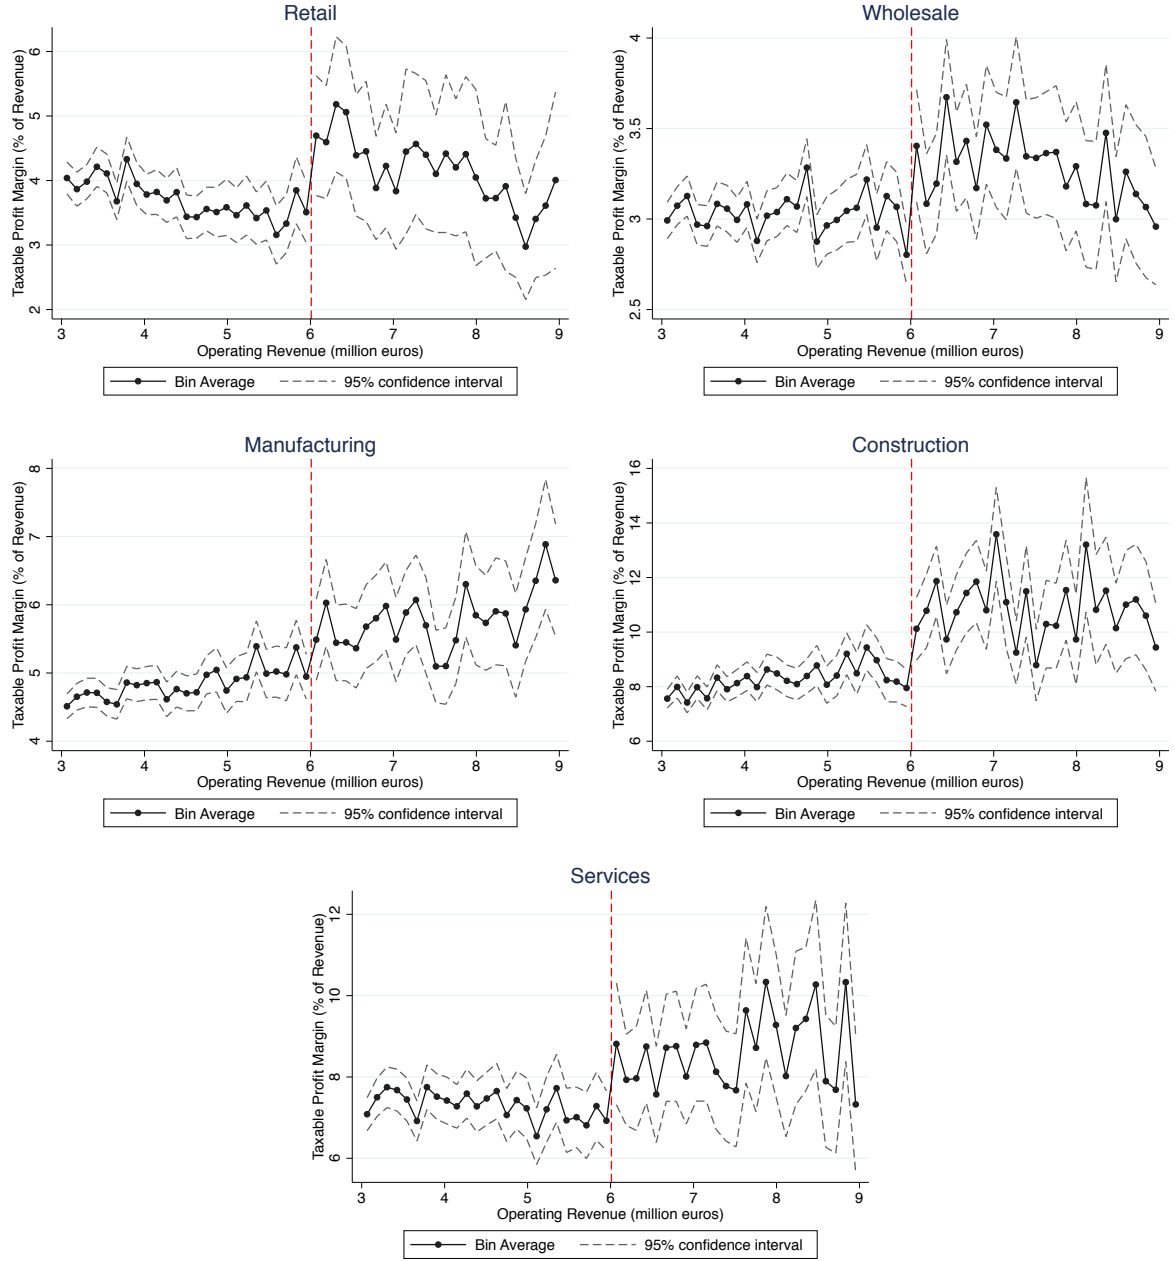 Retail
Taxable Profit Margin (% of Revenue)
6
5
4
3
2
3 4 5 6 7 8 9
Operating Revenue (million euros)
Bin Average 95% confidence interval
Wholesale
Taxable Profit Margin (% of Revenue)
4
3.5
3
2.5
3 4 5 6 7 8 9
Operating Revenue (million euros)
Bin Average 95% confidence interval
Manufacturing
Taxable Profit Margin (% of Revenue)
8
7
6
5
4
3 4 5 6 7 8 9
Operating Revenue (million euros)
Bin Average 95% confidence interval
Construction
Taxable Profit Margin (% of Revenue)
16
14
12
10
8
6
3 4 5 6 7 8 9
Operating Revenue (million euros)
Bin Average 95% confidence interval
Services
Taxable Profit Margin (% of Revenue)
12
10
8
6
3 4 5 6 7 8 9
Operating Revenue (million euros)
Bin Average 95% confidence interval